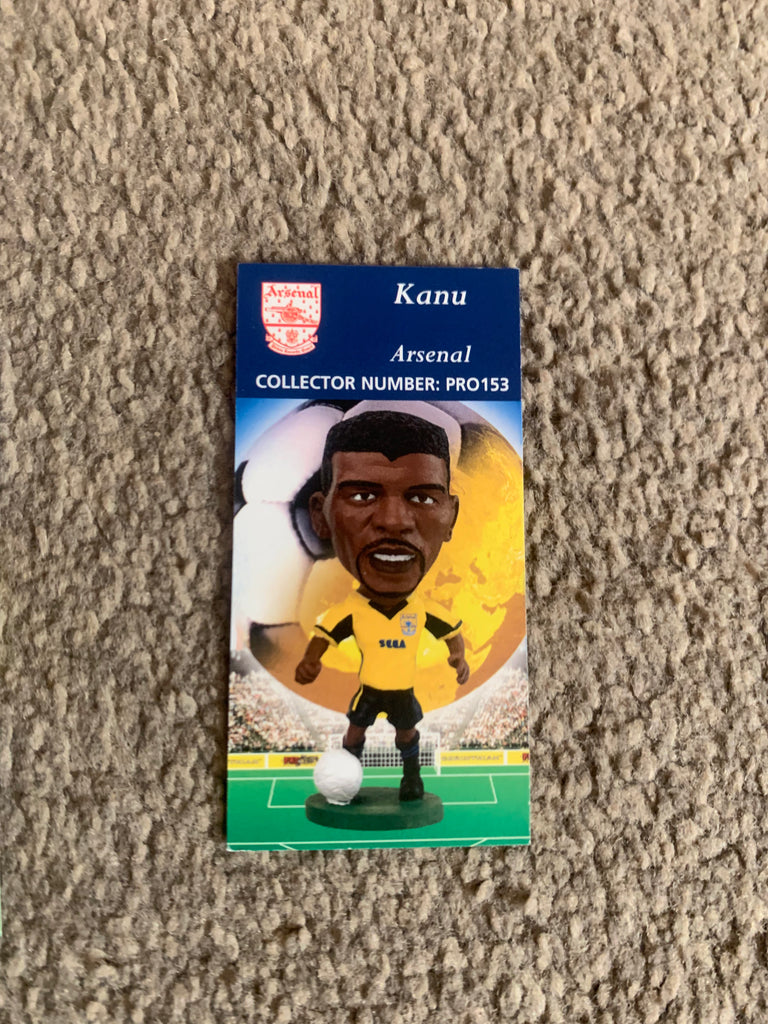 Arsenal
Kanu
Arsenal
COLLECTOR NUMBER: PRO153
SEGA